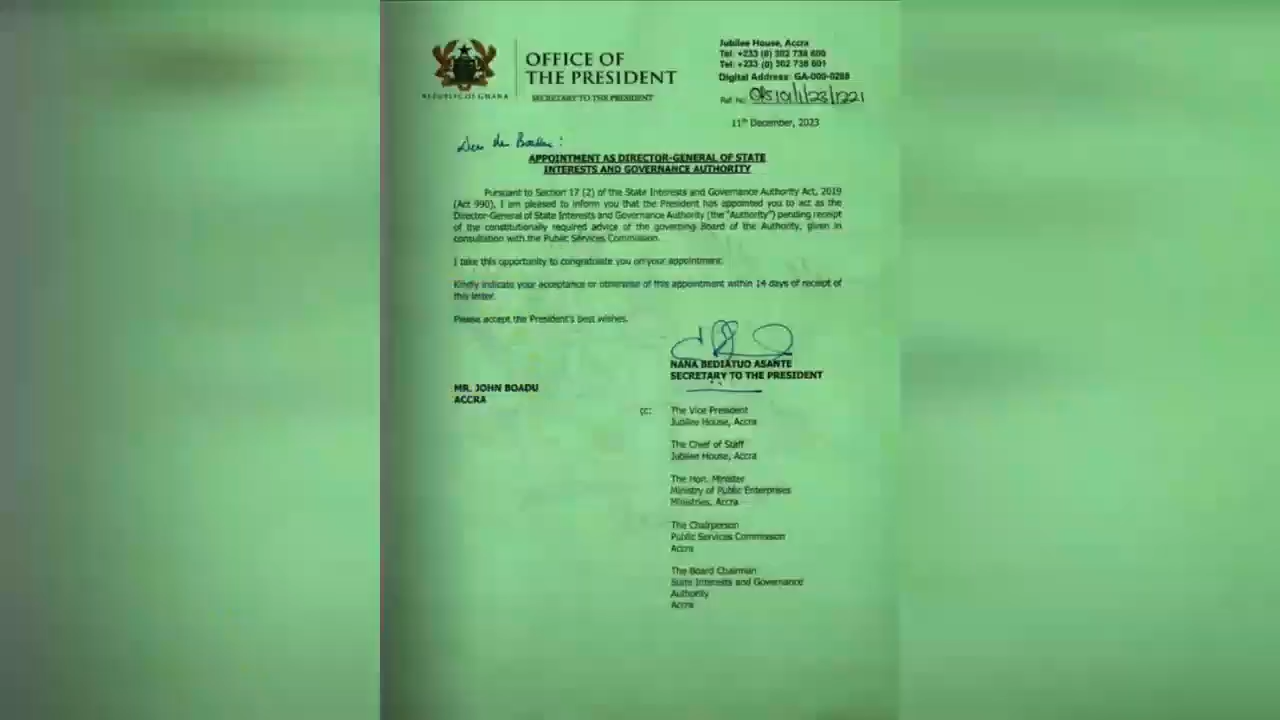 OFFICE OF
THE PRESIDENT
REPUBLIC OF GHANA
SECRETARY TO THE PRESIDENT
Jubilee House, Accra
Tel: +233 (0) 302 738 600
Tel: +233 (0) 302 738 601
Digital Address: GA-000-0288
Ref. No:
11th December, 2023
Boadu:
APPOINTMENT AS DIRECTOR-GENERAL OF STATE
INTERESTS AND GOVERNANCE AUTHORITY
Pursuant to Section 17 (2) of the State Interests and Governance Authority Act, 2019
(Act 990), I am pleased to inform you that the President has appointed you to act as the
Director-General of State Interests and Governance Authority (the "Authority") pending receipt
of the constitutionally required advice of the governing Board of the Authority, given in
consultation with the Public Services Commission.
I take this opportunity to congratulate you on your appointment.
Kindly indicate your acceptance or otherwise of this appointment within 14 days of receipt of
this letter.
Please accept the President's best wishes.
NANA BEDIATUO ASANTE
SECRETARY TO THE PRESIDENT
MR. JOHN BOADU
ACCRA
cc: The Vice President
Jubilee House, Accra
The Chief of Staff
Jubilee House, Accra
The Hon. Minister
Ministry of Public Enterprises
Ministries, Accra
The Chairperson
Public Services Commission
Accra
The Board Chairman
State Interests and Governance
Authority
Accra